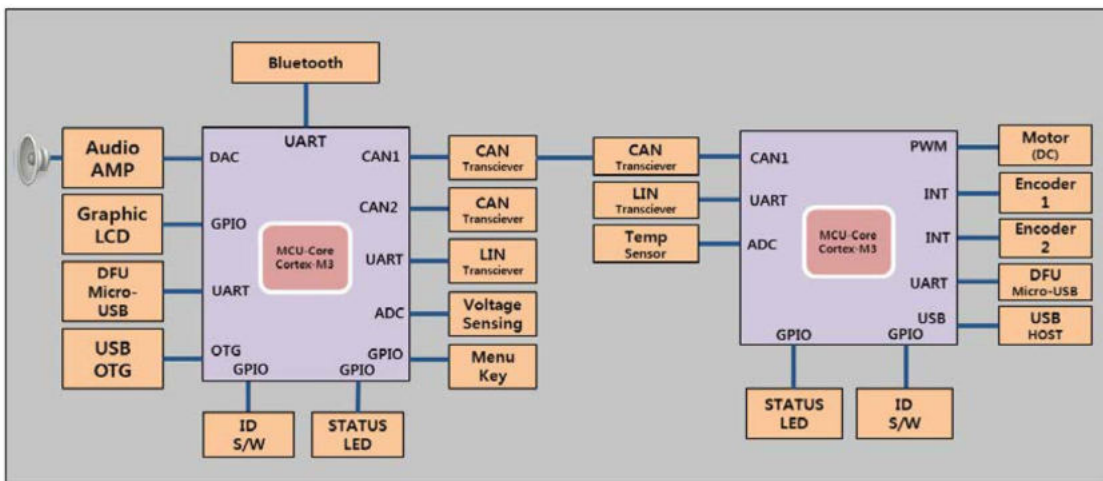 Bluetooth
UART
Audio
AMP
DAC
Graphic
LCD
GPIO
DFU
Micro-
USB
UART
USB
OTG
OTG
MCU-Core
Cortex-M3
CAN1
CAN
Transciever
CAN2
CAN
Transciever
UART
LIN
Transciever
ADC
Voltage
Sensing
GPIO
Menu
Key
GPIO
ID
S/W
GPIO
STATUS
LED
CAN
Transciever
CAN1
LIN
Transciever
UART
Temp
Sensor
ADC
MCU-Core
Cortex-M3
PWM
Motor
(DC)
INT
Encoder
1
INT
Encoder
2
UART
DFU
Micro-USB
USB
USB
HOST
GPIO
STATUS
LED
GPIO
ID
S/W